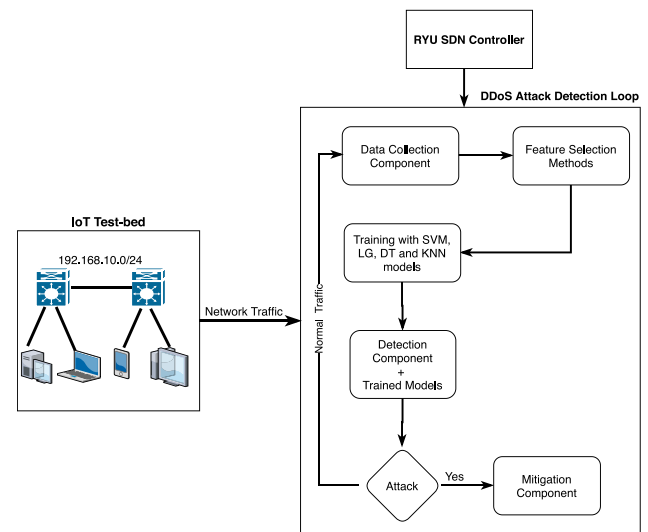 RYU SDN Controller
DDoS Attack Detection Loop
Data Collection
Component
Feature Selection
Methods
IoT Test-bed
192.168.10.0/24
Training with SVM,
LG, DT and KNN
models
Network Traffic
Normal Traffic
Detection
Component
+
Trained Models
Attack
Yes
Mitigation
Component